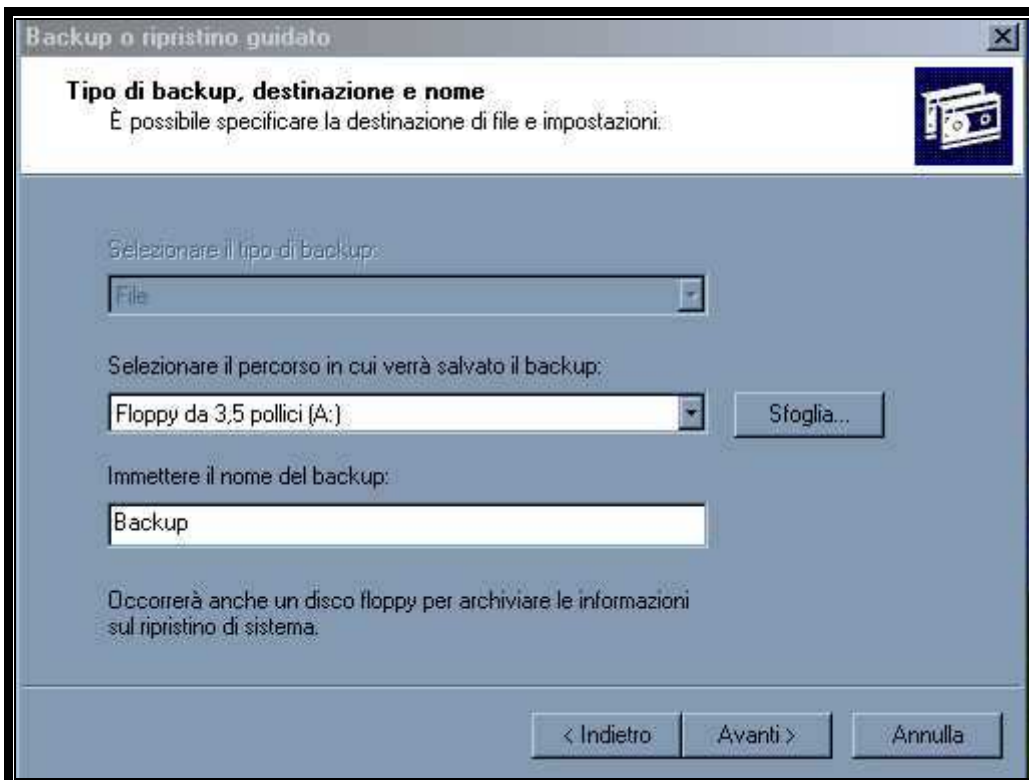 Backup o ripristino guidato
Tipo di backup, destinazione e nome
È possibile specificare la destinazione di file e impostazioni.
Selezionare il tipo di backup:
File
Selezionare il percorso in cui verrà salvato il backup:
Floppy da 3,5 pollici (A:)
Sfoglia...
Immettere il nome del backup:
Backup
Occorrerà anche un disco floppy per archiviare le informazioni
sul ripristino di sistema.
< Indietro
Avanti >
Annulla